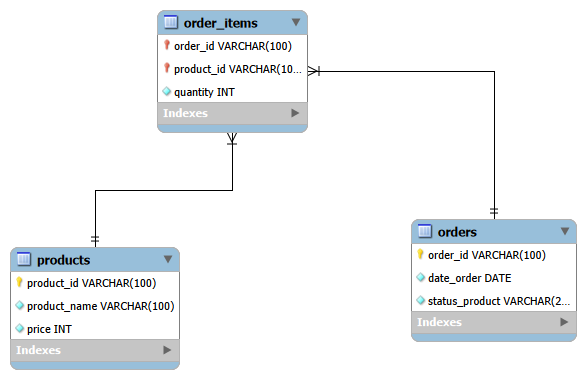 order_items
order_id VARCHAR(100)
product_id VARCHAR(10...
quantity INT
Indexes
products
product_id VARCHAR(100)
product_name VARCHAR(100)
price INT
Indexes
orders
order_id VARCHAR(100)
date_order DATE
status_product VARCHAR(2...
Indexes